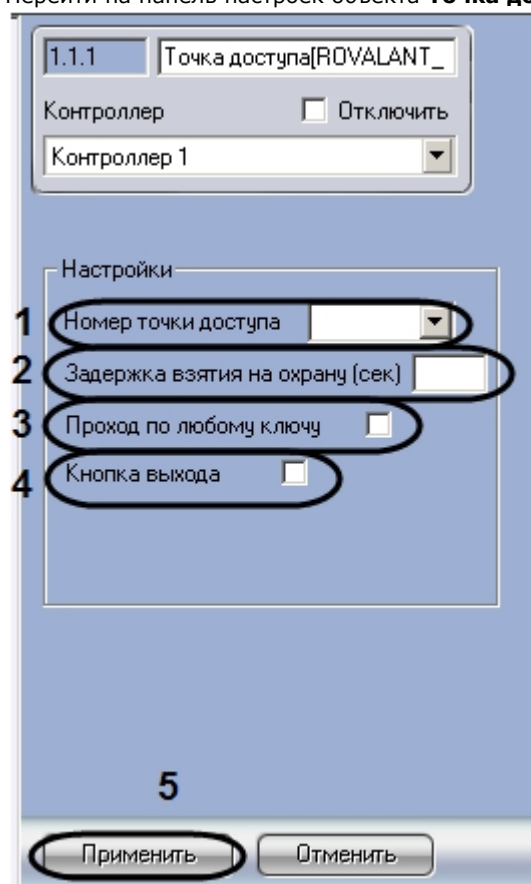 Перейти на панель настроек объекта Точка до
1.1.1 Точка доступа[ROVALANT_
Контроллер Отключить
Контроллер 1
Настройки
1 Номер точки доступа
2 Задержка взятия на охрану (сек)
3 Проход по любому ключу
4 Кнопка выхода
5
Применить Отменить